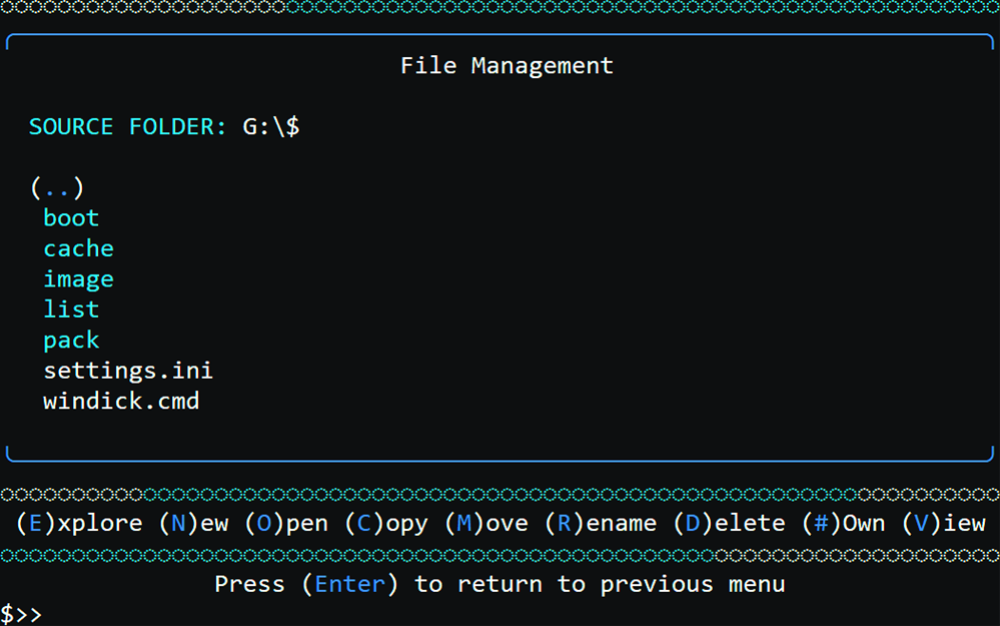 File Management
SOURCE FOLDER: G:\$
(..)
boot
cache
image
list
pack
settings.ini
windick.cmd
(E)xplore (N)ew (O)pen (C)opy (M)ove (R)ename (D)elete (#)Own (V)iew
Press (Enter) to return to previous menu
$>>